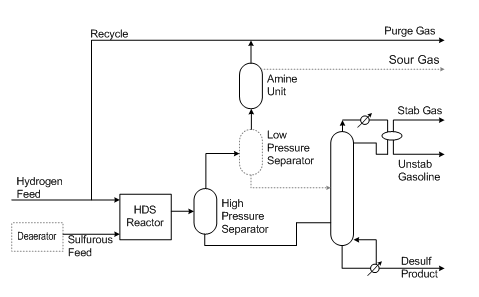 Recycle
Purge Gas
Sour Gas
Amine
Unit
Stab Gas
Low
Pressure
Separator
Unstab
Gasoline
Hydrogen
Feed
HDS
Reactor
High
Pressure
Separator
Deaerator
Sulfurous
Feed
Desulf
Product